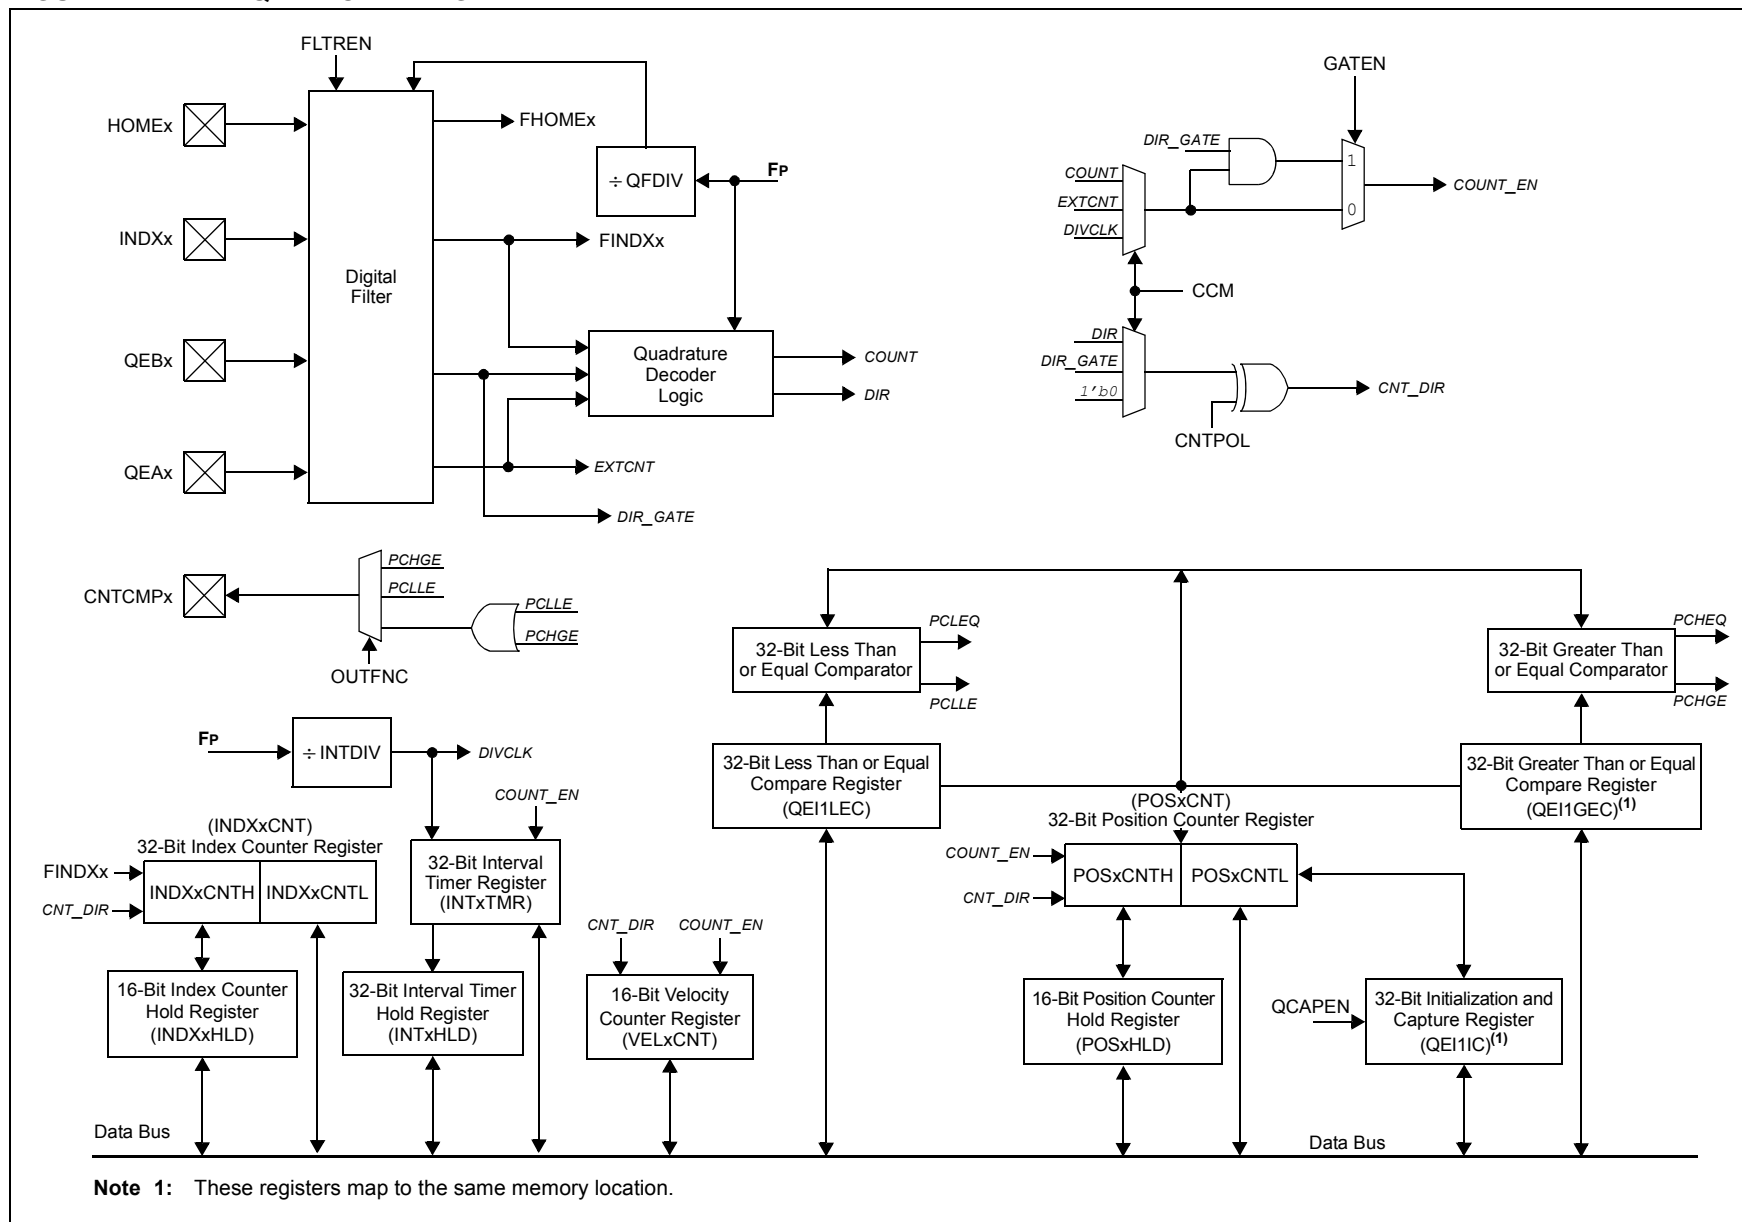 FLTREN
HOMEx
FHOMEx
÷ QFDIV
FP
INDXx
FINDXx
Digital
Filter
QEBx
Quadrature
Decoder
Logic
COUNT
DIR
QEAx
EXTCNT
DIR_GATE
GATEN
DIR_GATE
COUNT
EXTCNT
DIVCLK
1
0
COUNT_EN
CCM
DIR
DIR_GATE
1'b0
CNT_DIR
CNTPOL
CNTCMPx
PCHGE
PCLLE
PCLLE
PCHGE
OUTFNC
32-Bit Less Than
or Equal Comparator
PCLEQ
PCLLE
32-Bit Greater Than
or Equal Comparator
PCHEQ
PCHGE
FP
÷ INTDIV
DIVCLK
COUNT_EN
32-Bit Less Than or Equal
Compare Register
(QEI1LEC)
32-Bit Greater Than or Equal
Compare Register
(QEI1GEC)(1)
(POSxCNT)
32-Bit Position Counter Register
COUNT_EN
CNT_DIR
POSxCNTH
POSxCNTL
(INDXxCNT)
32-Bit Index Counter Register
FINDXx
CNT_DIR
INDXxCNTH
INDXxCNTL
32-Bit Interval
Timer Register
(INTxTMR)
CNT_DIR
COUNT_EN
16-Bit Index Counter
Hold Register
(INDXxHLD)
32-Bit Interval Timer
Hold Register
(INTxHLD)
16-Bit Velocity
Counter Register
(VELxCNT)
16-Bit Position Counter
Hold Register
(POSxHLD)
QCAPEN
32-Bit Initialization and
Capture Register
(QEI1IC)(1)
Data Bus
Data Bus
Note 1: These registers map to the same memory location.